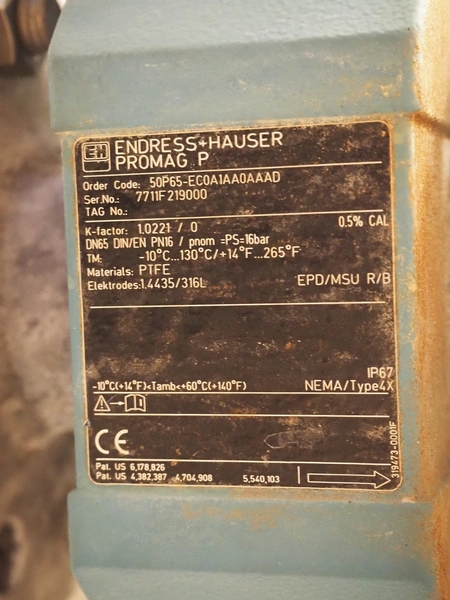 ENDRESS+HAUSER
PROMAG P
Order Code: 50P65-EC0A1AA0AAAD
Ser.No.: 7711F219000
TAG No.:
K-factor: 1.0221 / 0 0.5% CAL
DN65 DIN/EN PN16 / pnom =PS=16bar
TM: -10°C...130°C/+14°F...265°F
Materials: PTFE
Elektrodes:1.4435/316L EPD/MSU R/B
IP67
-10°C(+14°F)<Tamb<+60°C(+140°F) NEMA/Type4X
CE
Pat. US 6,178,826
Pat. US 4,382,387 4,704,908 5,540,103
319473-0001F